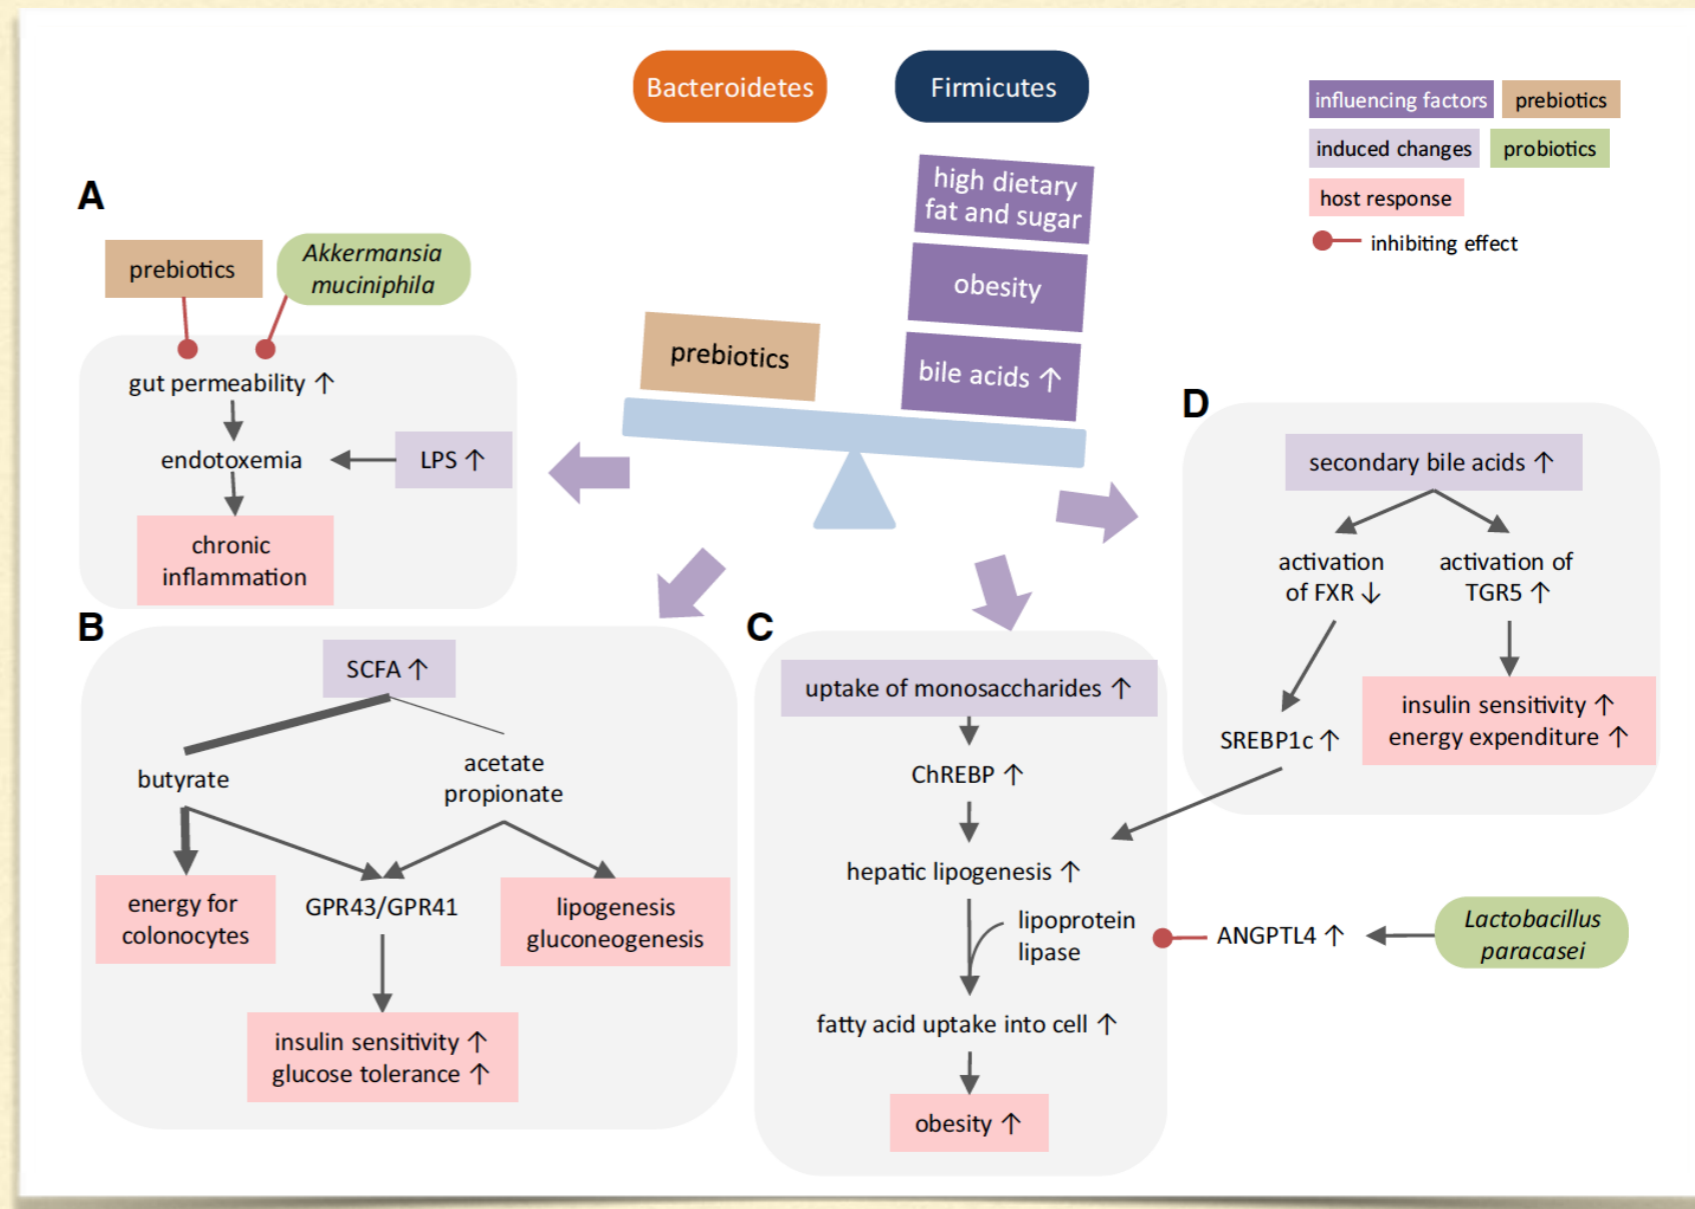 Bacteroidetes
Firmicutes
influencing factors
prebiotics
induced changes
probiotics
host response
inhibiting effect
high dietary
fat and sugar
obesity
bile acids ↑
prebiotics
A
prebiotics
Akkermansia
muciniphila
gut permeability ↑
endotoxemia
LPS ↑
chronic
inflammation
B
SCFA ↑
butyrate
acetate
propionate
energy for
colonocytes
GPR43/GPR41
lipogenesis
gluconeogenesis
insulin sensitivity ↑
glucose tolerance ↑
C
uptake of monosaccharides ↑
ChREBP ↑
hepatic lipogenesis ↑
lipoprotein
lipase
ANGPTL4 ↑
Lactobacillus
paracasei
fatty acid uptake into cell ↑
obesity ↑
D
secondary bile acids ↑
activation
of FXR ↓
activation of
TGR5 ↑
SREBP1c ↑
insulin sensitivity ↑
energy expenditure ↑